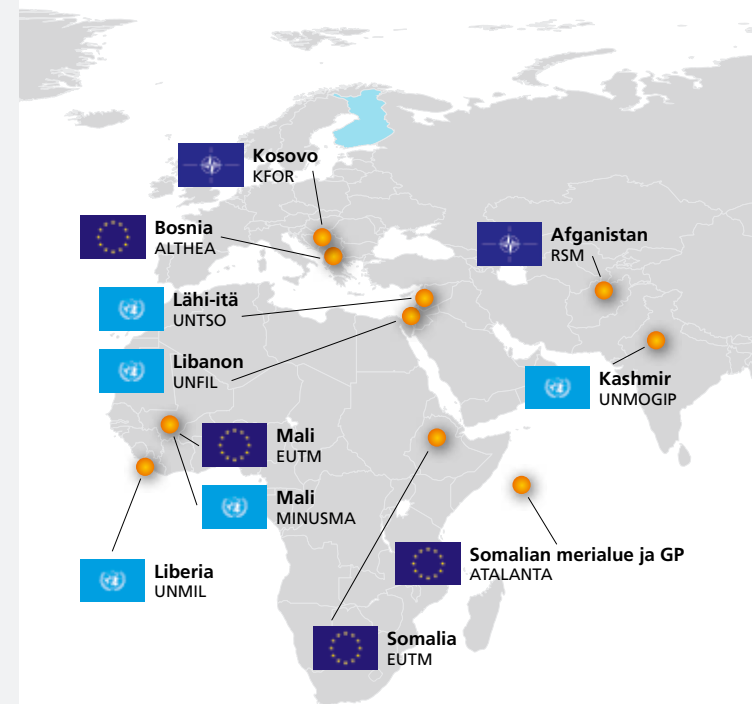 Kosovo
KFOR
Bosnia
ALTHEA
Afganistan
RSM
Lähi-itä
UNTSO
Libanon
UNFIL
Kashmir
UNMOGIP
Mali
EUTM
Mali
MINUSMA
Somalian merialue ja GP
ATALANTA
Liberia
UNMIL
Somalia
EUTM